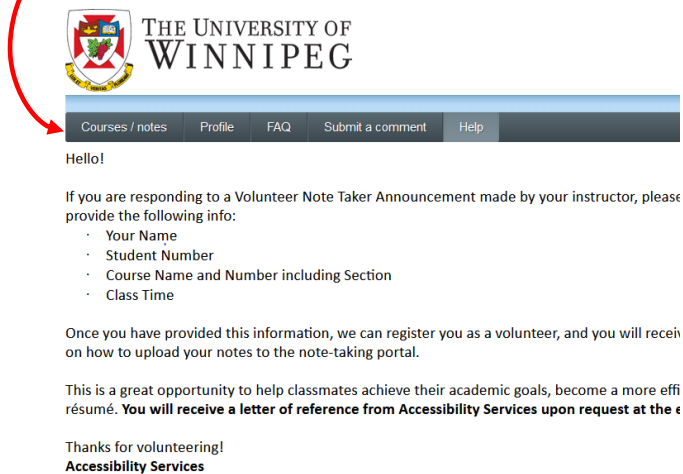 THE UNIVERSITY OF
WINNIPEG
Courses / notes Profile FAQ Submit a comment Help
Hello!
If you are responding to a Volunteer Note Taker Announcement made by your instructor, please
provide the following info:
· Your Name
· Student Number
· Course Name and Number including Section
· Class Time
Once you have provided this information, we can register you as a volunteer, and you will
on how to upload your notes to the note-taking portal.
This is a great opportunity to help classmates achieve their academic goals, become a more
résumé. You will receive a letter of reference from Accessibility Services upon request at the
Thanks for volunteering!
Accessibility Services